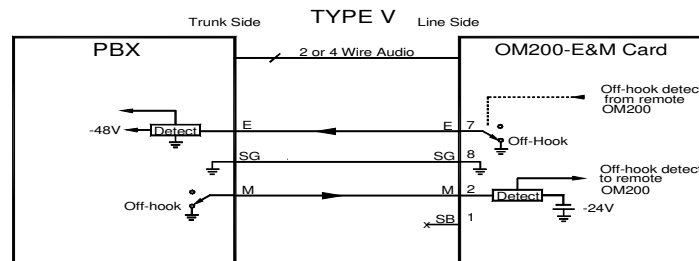 TYPE V
Trunk Side
Line Side
PBX
OM200-E&M Card
2 or 4 Wire Audio
Off-hook detect
from remote
OM200
-48V
Detect
E
E
7
Off-Hook
SG
SG
8
Off-hook detect
to remote
OM200
Off-hook
M
M
2
Detect
-24V
x
SB
1